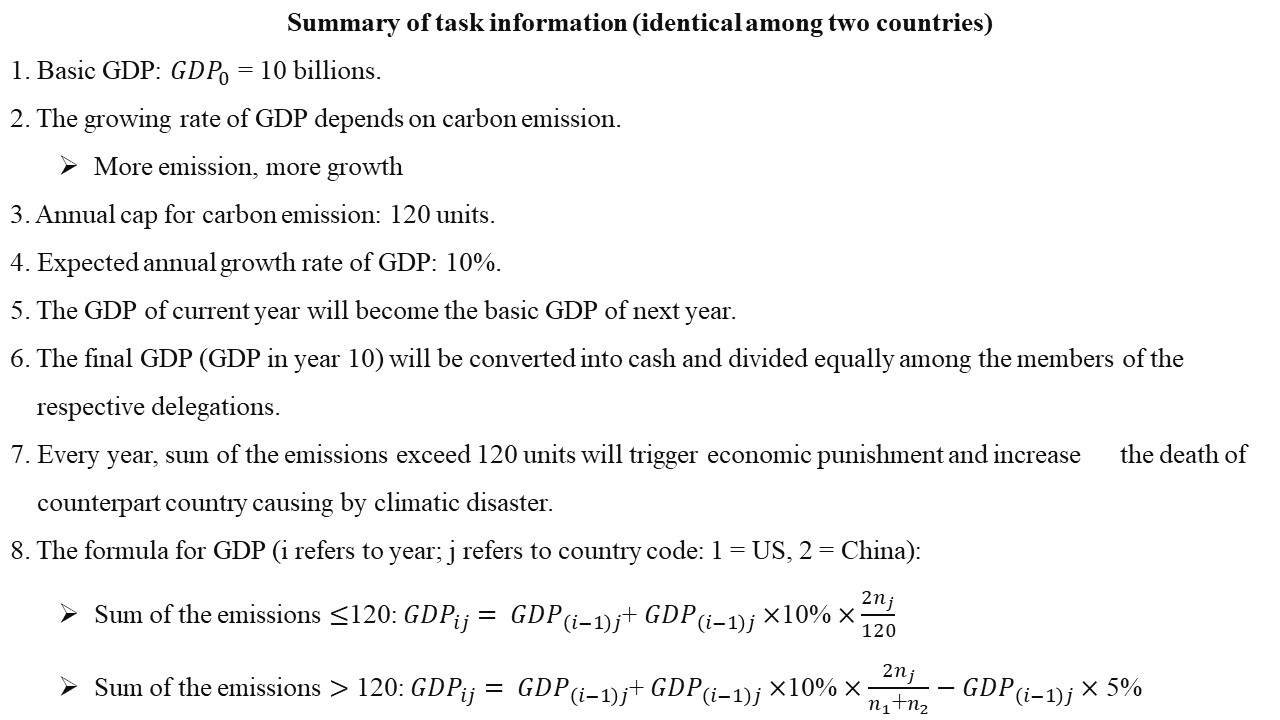 Summary of task information (identical among two countries)
1. Basic GDP: GDP₀ = 10 billions.
2. The growing rate of GDP depends on carbon emission.
➢ More emission, more growth
3. Annual cap for carbon emission: 120 units.
4. Expected annual growth rate of GDP: 10%.
5. The GDP of current year will become the basic GDP of next year.
6. The final GDP (GDP in year 10) will be converted into cash and divided equally among the members of the
respective delegations.
7. Every year, sum of the emissions exceed 120 units will trigger economic punishment and increase the death of
counterpart country causing by climatic disaster.
8. The formula for GDP (i refers to year; j refers to country code: 1 = US, 2 = China):
➢ Sum of the emissions ≤120: GDP_{ij} = GDP_{(i−1)j}+ GDP_{(i−1)j} ×10% × \frac{2n_j}{120}
➢ Sum of the emissions > 120: GDP_{ij} = GDP_{(i−1)j}+ GDP_{(i−1)j} ×10% × \frac{2n_j}{n_1+n_2} − GDP_{(i−1)j} × 5%